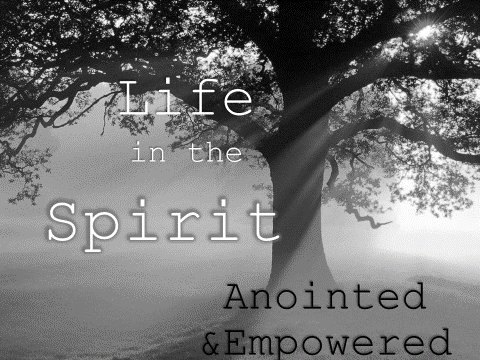 Life
in the
Spirit
Anointed
&Empowered